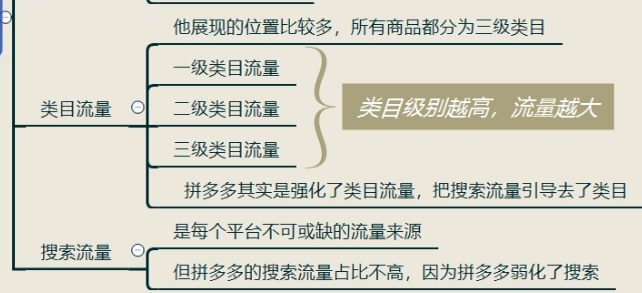 他展现的位置比较多，所有商品都分为三级类目
类目流量
一级类目流量
二级类目流量
三级类目流量
类目级别越高，流量越大
拼多多其实是强化了类目流量，把搜索流量引导去了类目
搜索流量
是每个平台不可或缺的流量来源
但拼多多的搜索流量占比不高，因为拼多多弱化了搜索